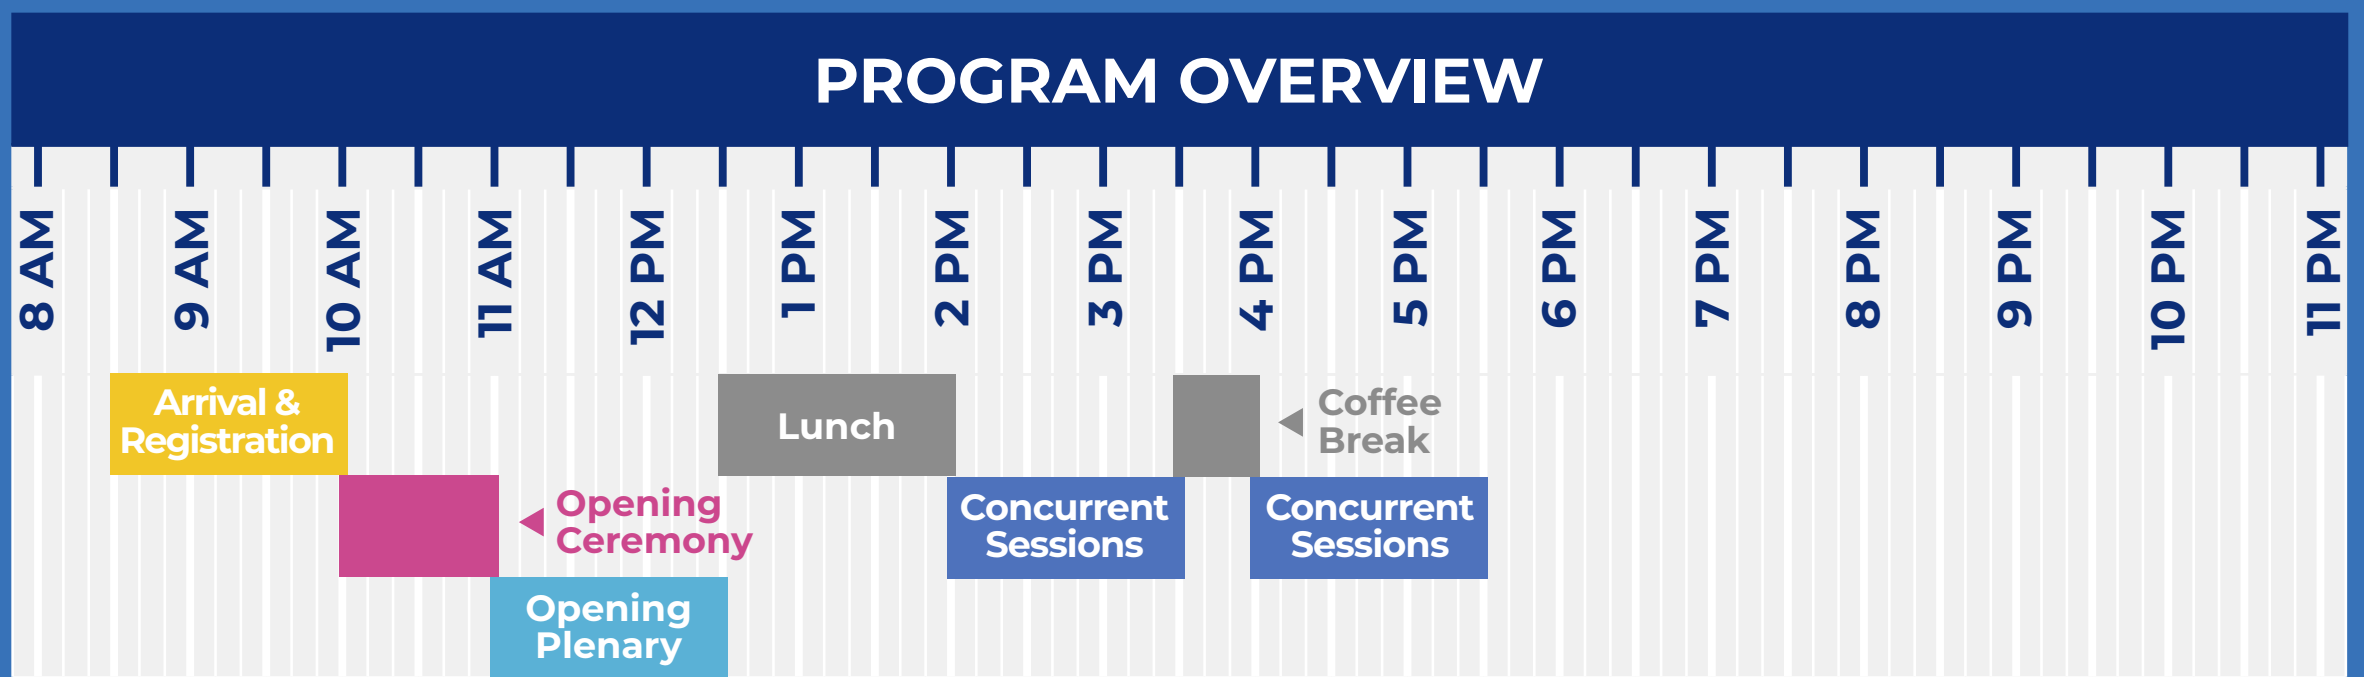 PROGRAM OVERVIEW
8 AM
9 AM
10 AM
11 AM
12 PM
1 PM
2 PM
3 PM
4 PM
5 PM
6 PM
7 PM
8 PM
9 PM
10 PM
11 PM
Arrival &
Registration
Lunch
Coffee
Break
Opening
Ceremony
Concurrent
Sessions
Concurrent
Sessions
Opening
Plenary